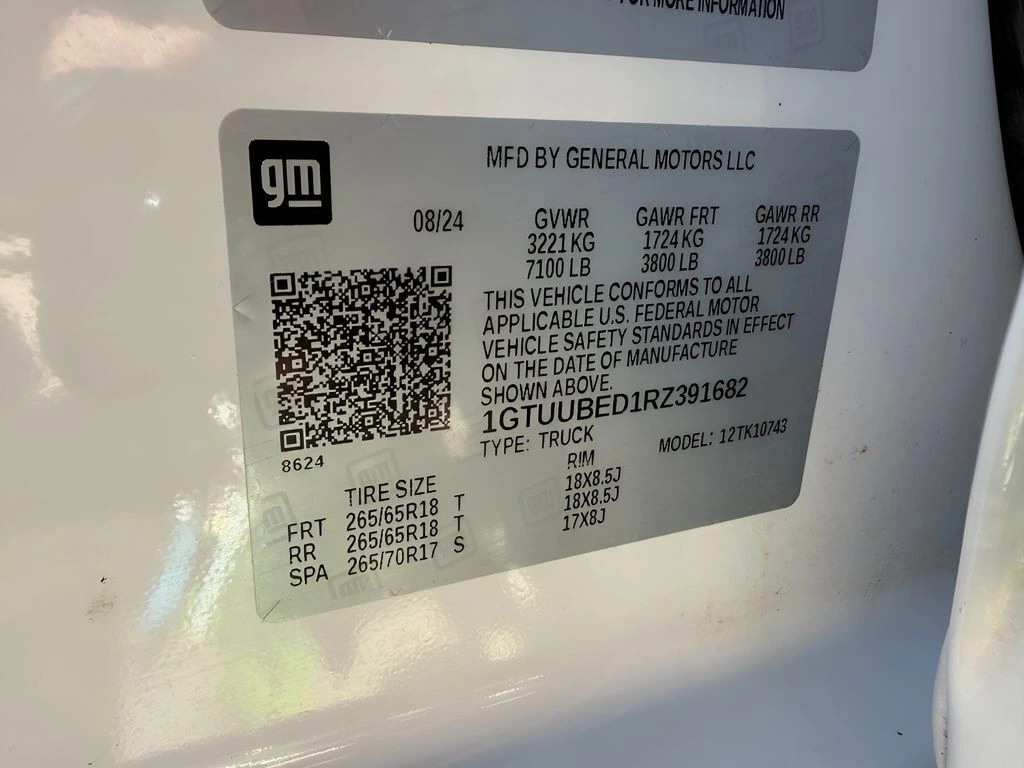 FOR MORE INFORMATION
gm
MFD BY GENERAL MOTORS LLC
08/24
GVWR GAWR FRT GAWR RR
3221 KG 1724 KG 1724 KG
7100 LB 3800 LB 3800 LB
THIS VEHICLE CONFORMS TO ALL
APPLICABLE U.S. FEDERAL MOTOR
VEHICLE SAFETY STANDARDS IN EFFECT
ON THE DATE OF MANUFACTURE
SHOWN ABOVE.
1GTUUBED1RZ391682
TYPE: TRUCK MODEL: 12TK10743
8624
TIRE SIZE RIM
FRT 265/65R18 T 18X8.5J
RR 265/65R18 T 18X8.5J
SPA 265/70R17 S 17X8J